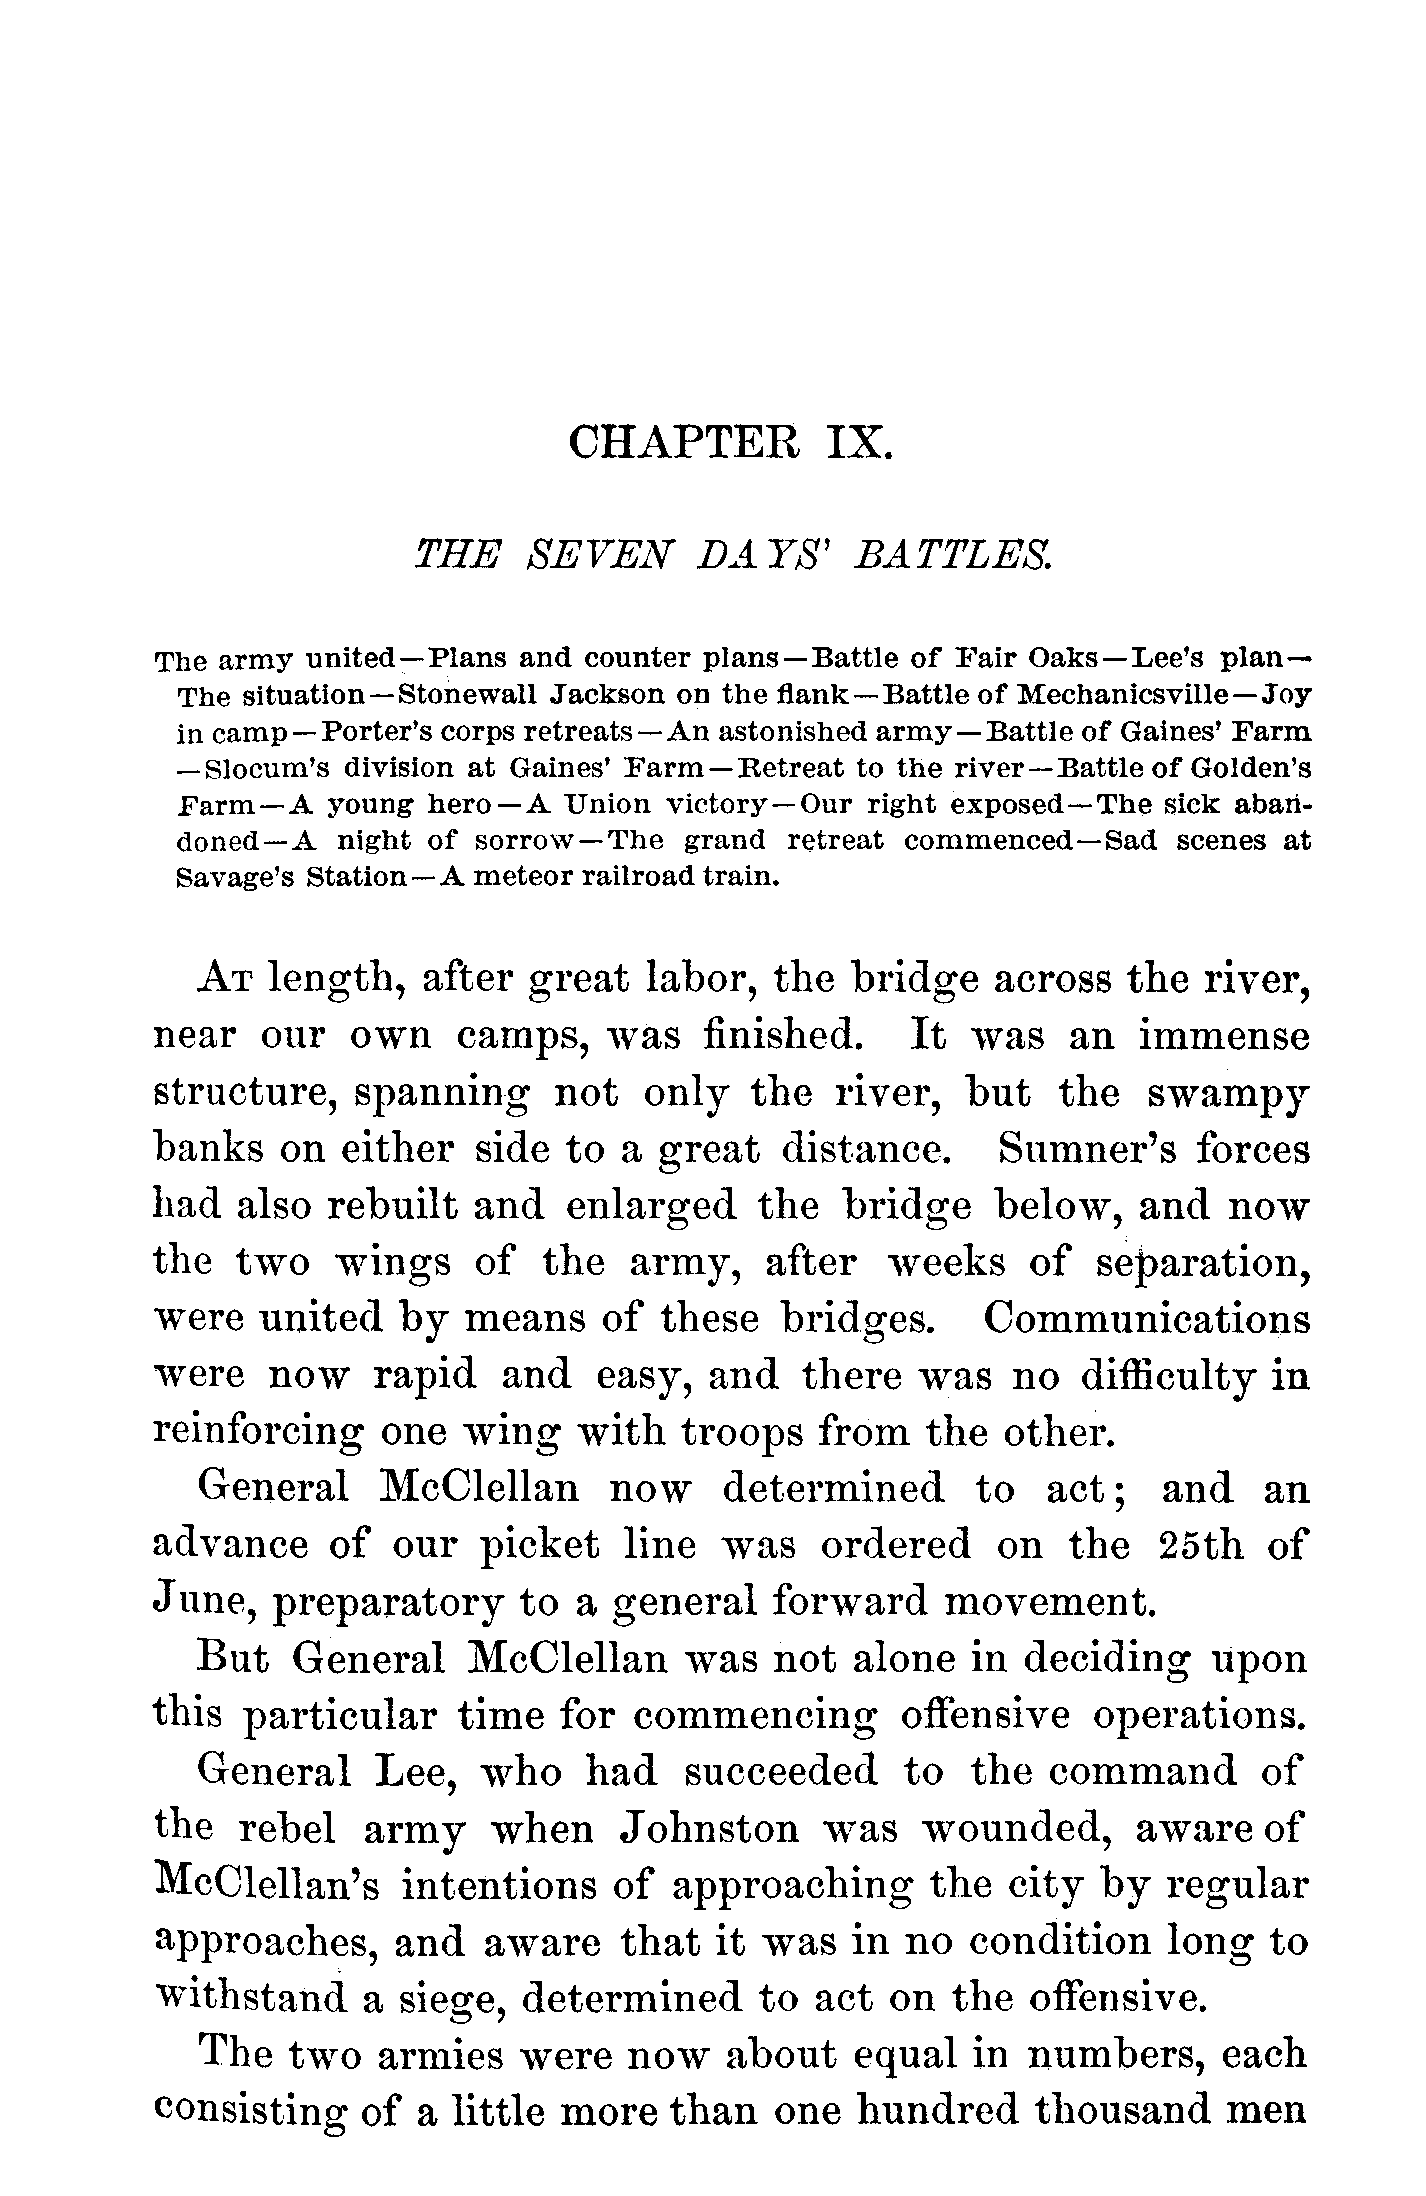 CHAPTER IX.
THE SEVEN DAYS' BATTLES.
The army united—Plans and counter plans—Battle of Fair Oaks—Lee's plan—
The situation—Stonewall Jackson on the flank—Battle of Mechanicsville—Joy
in camp—Porter's corps retreats—An astonished army—Battle of Gaines' Farm
—Slocum's division at Gaines' Farm—Retreat to the river—Battle of Golden's
Farm—A young hero—A Union victory—Our right exposed—The sick aban-
doned—A night of sorrow—The grand retreat commenced—Sad scenes at
Savage's Station—A meteor railroad train.
At length, after great labor, the bridge across the river,
near our own camps, was finished. It was an immense
structure, spanning not only the river, but the swampy
banks on either side to a great distance. Sumner's forces
had also rebuilt and enlarged the bridge below, and now
the two wings of the army, after weeks of separation,
were united by means of these bridges. Communications
were now rapid and easy, and there was no difficulty in
reinforcing one wing with troops from the other.
General McClellan now determined to act; and an
advance of our picket line was ordered on the 25th of
June, preparatory to a general forward movement.
But General McClellan was not alone in deciding upon
this particular time for commencing offensive operations.
General Lee, who had succeeded to the command of
the rebel army when Johnston was wounded, aware of
McClellan's intentions of approaching the city by regular
approaches, and aware that it was in no condition long to
withstand a siege, determined to act on the offensive.
The two armies were now about equal in numbers, each
consisting of a little more than one hundred thousand men